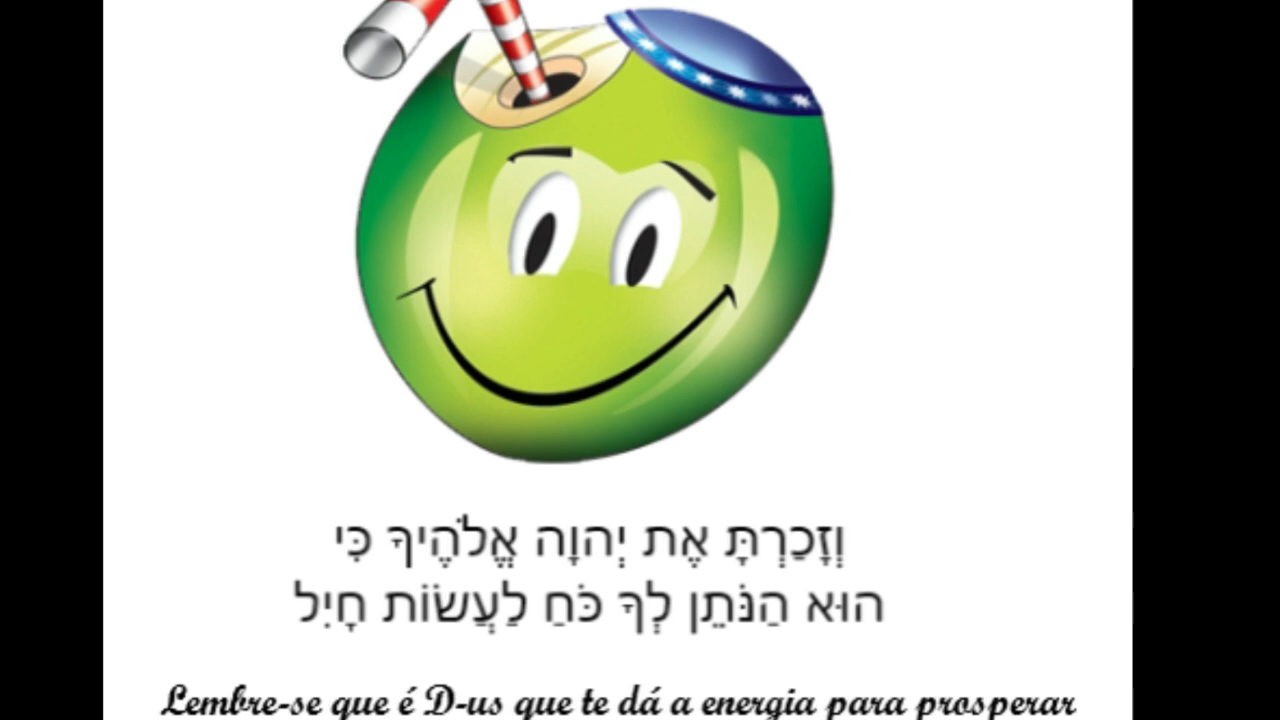 וְזָכַרְתָּ אֶת יְהוָה אֱלֹהֶיךָ כִּי
הוּא הַנֹּתֵן לְךָ כֹּחַ לַעֲשׂוֹת חָיִל
Lembre-se que é D-us que te dá a energia para prosperar